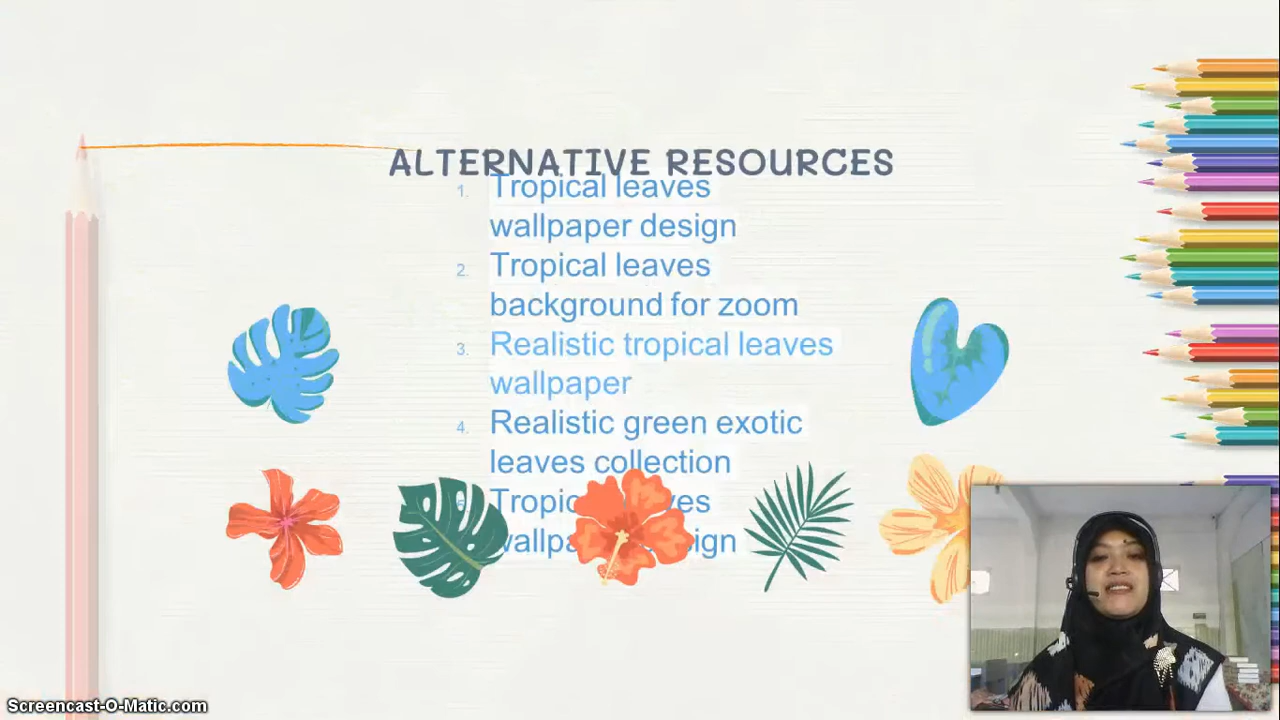 ALTERNATIVE RESOURCES
1. Tropical leaves
wallpaper design
2. Tropical leaves
background for zoom
3. Realistic tropical leaves
wallpaper
4. Realistic green exotic
leaves collection
Screencast-O-Matic.com